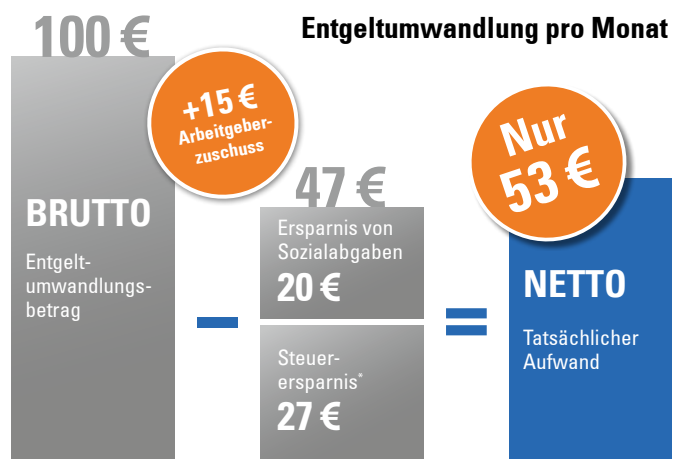 Entgeltumwandlung pro Monat
100 €
+15 €
Arbeitgeber-
zuschuss
BRUTTO
Entgelt-
umwandlungs-
betrag
47 €
Ersparnis von
Sozialabgaben
20 €
Steuer-
ersparnis*
27 €
Nur
53 €
NETTO
Tatsächlicher
Aufwand